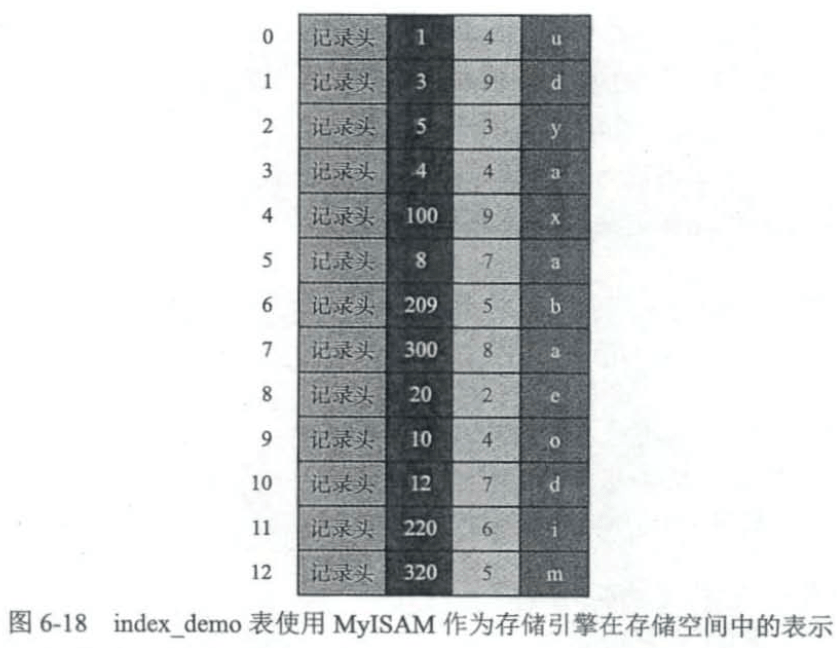 0 记录头 1 4 u
1 记录头 3 9 d
2 记录头 5 3 y
3 记录头 4 4 a
4 记录头 100 9 x
5 记录头 8 7 a
6 记录头 209 5 b
7 记录头 300 8 a
8 记录头 20 2 e
9 记录头 10 4 o
10 记录头 12 7 d
11 记录头 220 6 i
12 记录头 320 5 m
图 6-18 index_demo 表使用 MyISAM 作为存储引擎在存储空间中的表示